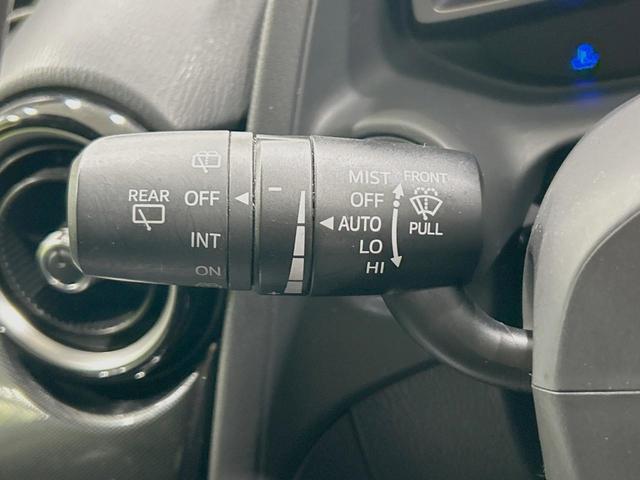 REAR
OFF
INT
ON
MIST
OFF
AUTO
LO
HI
FRONT
PULL